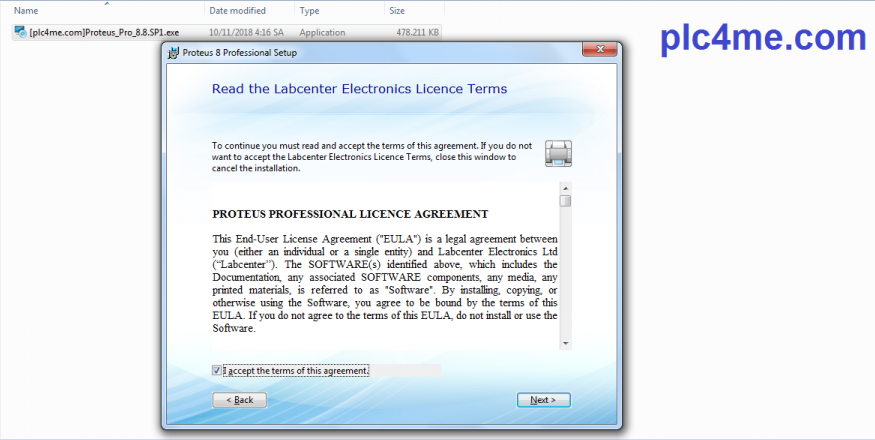 Name Date modified Type Size
[plc4me.com]Proteus_Pro_8.8.SP1.exe 10/11/2018 4:16 SA Application 478.211 KB
plc4me.com
Proteus 8 Professional Setup
Read the Labcenter Electronics Licence Terms
To continue you must read and accept the terms of this agreement. If you do not
want to accept the Labcenter Electronics Licence Terms, close this window to
cancel the installation.
PROTEUS PROFESSIONAL LICENCE AGREEMENT
This End-User License Agreement ("EULA") is a legal agreement between
you (either an individual or a single entity) and Labcenter Electronics Ltd
(“Labcenter”). The SOFTWARE(s) identified above, which includes the
Documentation, any associated SOFTWARE components, any media, any
printed materials, is referred to as "Software". By installing, copying, or
otherwise using the Software, you agree to be bound by the terms of this
EULA. If you do not agree to the terms of this EULA, do not install or use the
Software.
I accept the terms of this agreement.
< Back
Next >